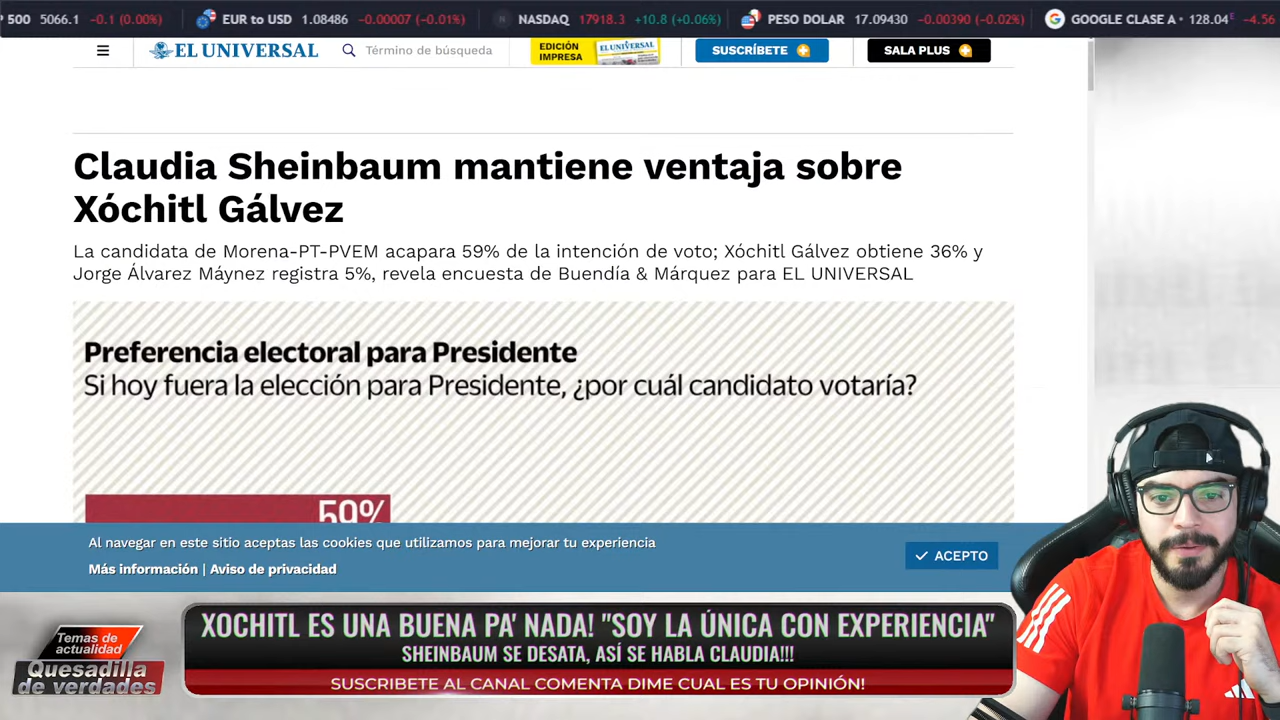 P 500 5066.1 -0.1 (0.00%) EUR to USD 1.08486 -0.00007 (-0.01%) NASDAQ 17918.3 +10.8 (+0.06%) PESO DOLAR 17.09430 -0.00390 (-0.02%) GOOGLE CLASE A 128.04 E -4.56
EL UNIVERSAL Término de búsqueda EDICIÓN IMPRESA EL UNIVERSAL SUSCRÍBETE SALA PLUS
Claudia Sheinbaum mantiene ventaja sobre
Xóchitl Gálvez
La candidata de Morena-PT-PVEM acapara 59% de la intención de voto; Xóchitl Gálvez obtiene 36% y
Jorge Álvarez Máynez registra 5%, revela encuesta de Buendía & Márquez para EL UNIVERSAL
Preferencia electoral para Presidente
Si hoy fuera la elección para Presidente, ¿por cuál candidato votaría?
59%
Al navegar en este sitio aceptas las cookies que utilizamos para mejorar tu experiencia
Más información | Aviso de privacidad
ACEPTO
Temas de
actualidad
Quesadilla
de verdades
XOCHITL ES UNA BUENA PA' NADA! "SOY LA ÚNICA CON EXPERIENCIA"
SHEINBAUM SE DESATA, ASÍ SE HABLA CLAUDIA!!!
SUSCRIBETE AL CANAL COMENTA DIME CUAL ES TU OPINIÓN!